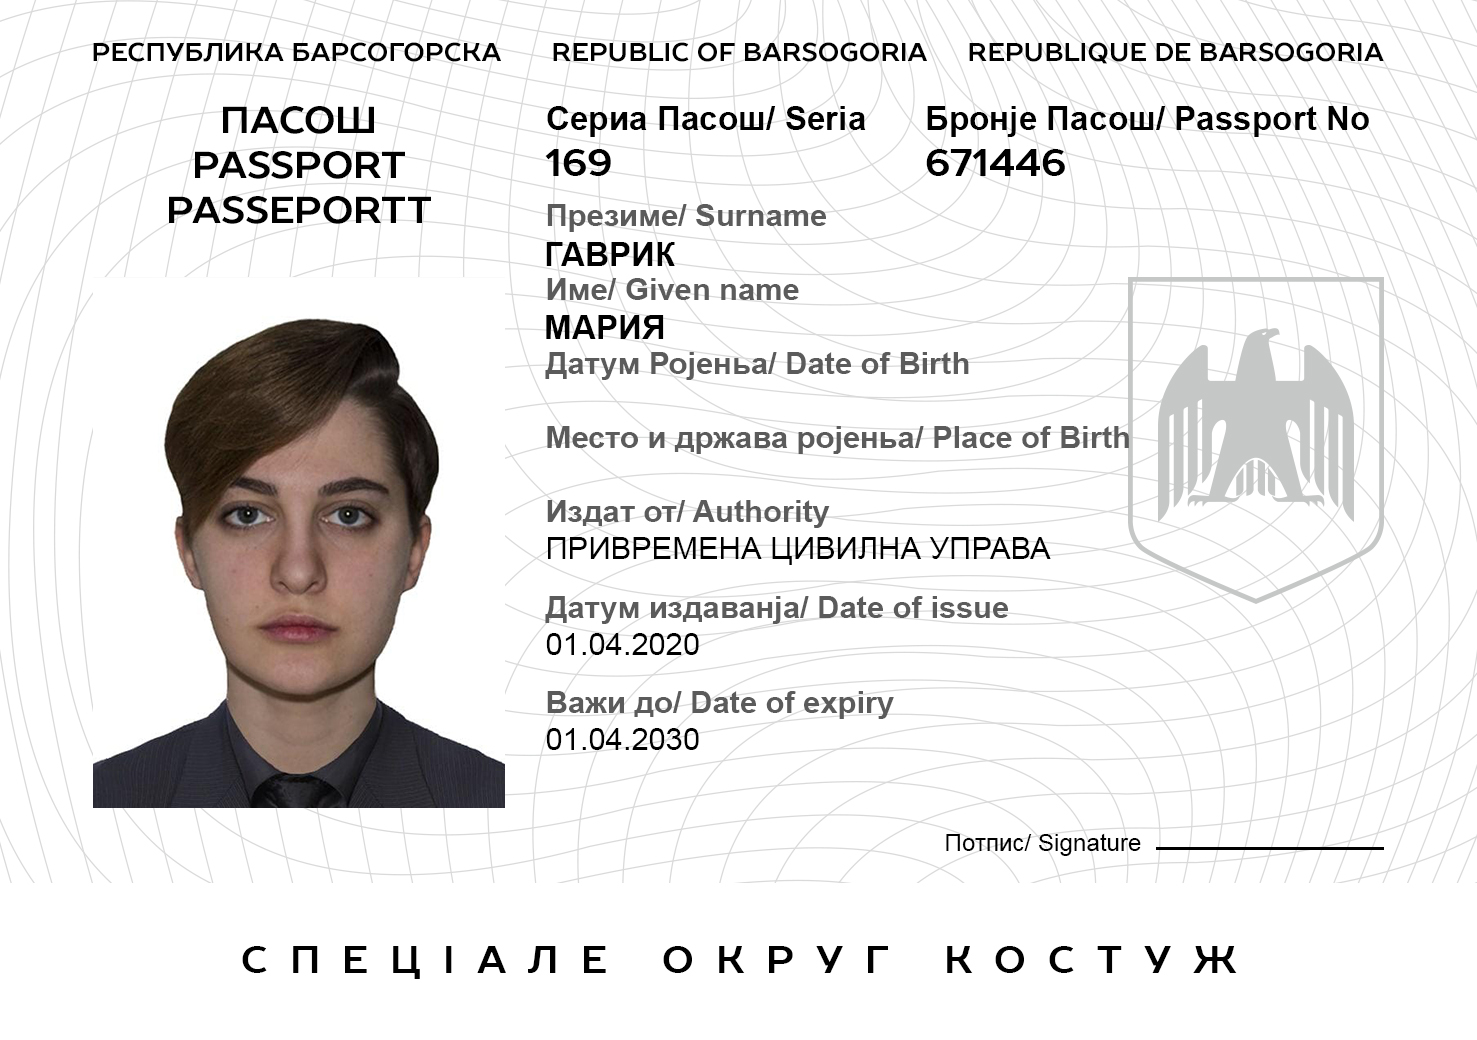 РЕСПУБЛИКА БАРСОГОРСКА REPUBLIC OF BARSOGORIA REPUBLIQUE DE BARSOGORIA
ПАСОШ
PASSPORT
PASSEPORTT
Сериа Пасош/ Seria Бронје Пасош/ Passport No
169 671446
Презиме/ Surname
ГАВРИК
Име/ Given name
МАРИЯ
Датум Ројења/ Date of Birth
Место и држава ројења/ Place of Birth
Издат от/ Authority
ПРИВРЕМЕНА ЦИВИЛНА УПРАВА
Датум издаванја/ Date of issue
01.04.2020
Важи до/ Date of expiry
01.04.2030
Потпис/ Signature
СПЕЦІАЛЕ ОКРУГ КОСТУЖ